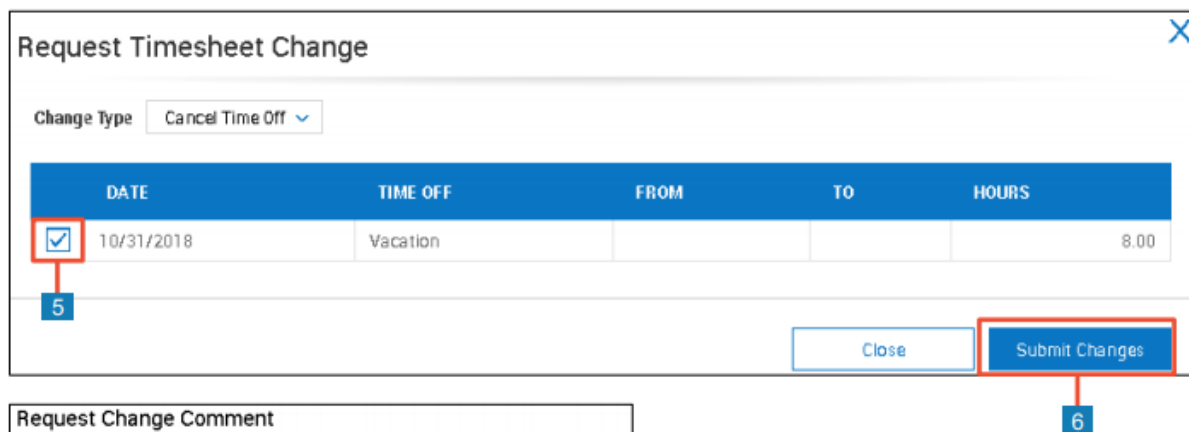 Request Timesheet Change
X
Change Type Cancel Time Off
DATE TIME OFF FROM TO HOURS
10/31/2018 Vacation 8.00
5
Close Submit Changes
6
Request Change Comment